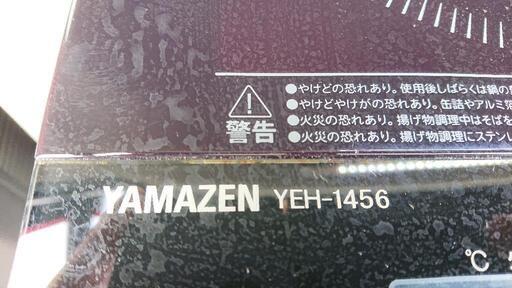 ●やけどの恐れあり。使用後しばらくは鍋の
●やけどやけがの恐れあり。缶詰やアルミ箔
●火災の恐れあり。揚げ物調理中はそばを
●火災の恐れあり。揚げ物調理にステンレ
警告
YAMAZEN YEH-1456
℃